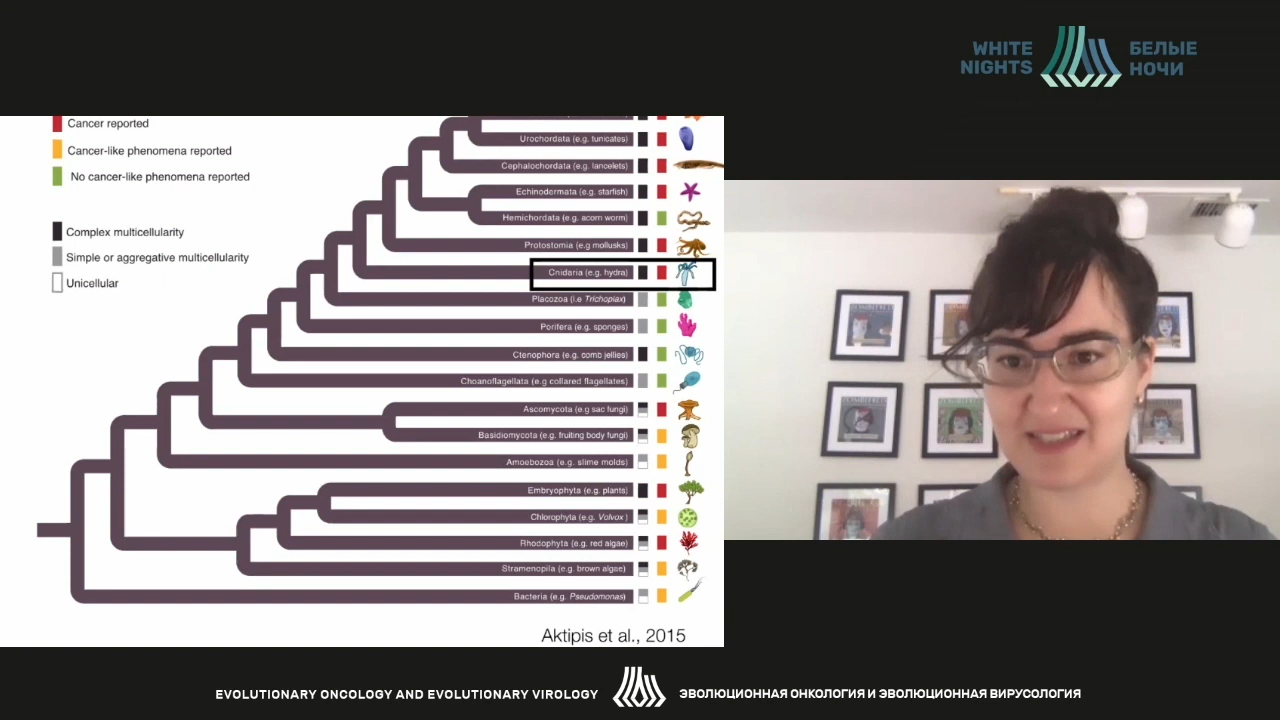 WHITE
NIGHTS
БЕЛЫЕ
НОЧИ
Cancer reported
Cancer-like phenomena reported
No cancer-like phenomena reported
Complex multicellularity
Simple or aggregative multicellularity
Unicellular
Urochordata (e.g. tunicates)
Cephalochordata (e.g. lancelets)
Echinodermata (e.g. starfish)
Hemichordata (e.g. acorn worm)
Protostomia (e.g mollusks)
Cnidaria (e.g. hydra)
Placozoa (i.e Trichoplax)
Porifera (e.g. sponges)
Ctenophora (e.g. comb jellies)
Choanoflagellata (e.g collared flagellates)
Ascomycota (e.g sac fungi)
Basidiomycota (e.g. fruiting body fungi)
Amoebozoa (e.g. slime molds)
Embryophyta (e.g. plants)
Chlorophyta (e.g. Volvox )
Rhodophyta (e.g. red algae)
Stramenopila (e.g. brown algae)
Bacteria (e.g. Pseudomonas)
Aktipis et al., 2015
EVOLUTIONARY ONCOLOGY AND EVOLUTIONARY VIROLOGY
ЭВОЛЮЦИОННАЯ ОНКОЛОГИЯ И ЭВОЛЮЦИОННАЯ ВИРУСОЛОГИЯ